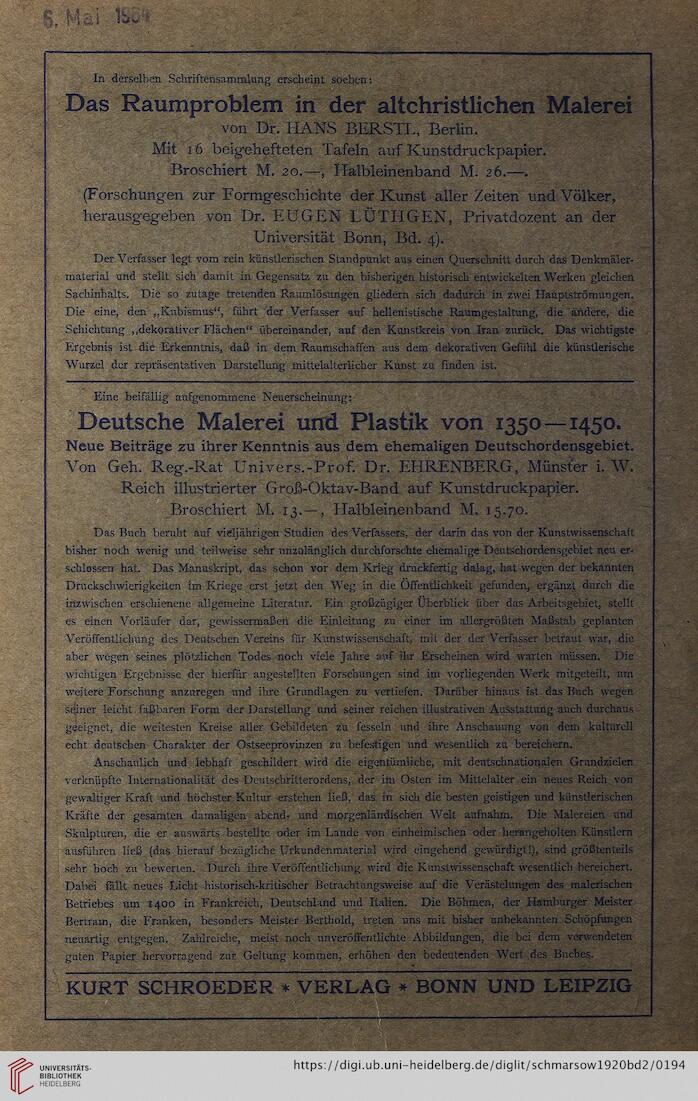 6. Mai 1964
In derselben Schriftensammlung erscheint soeben:
Das Raumproblem in der altchristlichen Malerei
von Dr. HANS BERSTL, Berlin.
Mit 16 beigehefteten Tafeln auf Kunstdruckpapier.
Broschiert M. 20.—, Halbleinenband M. 26.—.
(Forschungen zur Formgeschichte der Kunst aller Zeiten und Völker,
herausgegeben von Dr. EUGEN LÜTHGEN, Privatdozent an der
Universität Bonn, Bd. 4).
Der Verfasser legt vom rein künstlerischen Standpunkt aus einen Querschnitt durch das Denkmäler-
material und stellt sich damit in Gegensatz zu den bisherigen historisch entwickelten Werken gleichen
Sachinhalts. Die so zutage tretenden Raumlösungen gliedern sich dadurch in zwei Hauptströmungen.
Die eine, den „Kubismus“, führt der Verfasser auf hellenistische Raumgestaltung, die andere, die
Schichtung „dekorativer Flächen“ übereinander, auf den Kunstkreis von Iran zurück. Das wichtigste
Ergebnis ist die Erkenntnis, daß in dem Raumschaffen aus dem dekorativen Gefühl die künstlerische
Wurzel der repräsentativen Darstellung mittelalterlicher Kunst zu finden ist.
Eine beifällig aufgenommene Neuerscheinung:
Deutsche Malerei und Plastik von 1350—1450.
Neue Beiträge zu ihrer Kenntnis aus dem ehemaligen Deutschordensgebiet.
Von Geh. Reg.-Rat Univers.-Prof. Dr. EHRENBERG, Münster i. W.
Reich illustrierter Groß-Oktav-Band auf Kunstdruckpapier.
Broschiert M. 13.—, Halbleinenband M. 15.70.
Das Buch beruht auf vieljährigen Studien des Verfassers, der darin das von der Kunstwissenschaft
bisher noch wenig und teilweise sehr unzulänglich durchforschte ehemalige Deutschordensgebiet neu er-
schlossen hat. Das Manuskript, das schon vor dem Krieg druckfertig dalag, hat wegen der bekannten
Druckschwierigkeiten im Kriege erst jetzt den Weg in die Öffentlichkeit gefunden, ergänzt durch die
inzwischen erschienene allgemeine Literatur. Ein großzügiger Überblick über das Arbeitsgebiet, stellt
es einen Vorläufer dar, gewissermaßen die Einleitung zu einer im allergrößten Maßstab geplanten
Veröffentlichung des Deutschen Vereins für Kunstwissenschaft, mit der der Verfasser betraut war, die
aber wegen seines plötzlichen Todes noch viele Jahre auf ihr Erscheinen wird warten müssen. Die
wichtigen Ergebnisse der hierfür angestellten Forschungen sind im vorliegenden Werk mitgeteilt, um
weitere Forschung anzuregen und ihre Grundlagen zu vertiefen. Darüber hinaus ist das Buch wegen
seiner leicht faßbaren Form der Darstellung und seiner reichen illustrativen Ausstattung auch durchaus
geeignet, die weitesten Kreise aller Gebildeten zu fesseln und ihre Anschauung von dem kulturell
echt deutschen Charakter der Ostseeprovinzen zu befestigen und wesentlich zu bereichern.
Anschaulich und lebhaft geschildert wird die eigentümliche, mit deutschnationalen Grundzielen
verknüpfte Internationalität des Deutschritterordens, der im Osten im Mittelalter ein neues Reich von
gewaltiger Kraft und höchster Kultur erstehen ließ, das in sich die besten geistigen und künstlerischen
Kräfte der gesamten damaligen abend- und morgenländischen Welt aufnahm. Die Malereien und
Skulpturen, die er auswärts bestellte oder im Lande von einheimischen oder herangeholten Künstlern
ausführen ließ (das hierauf bezügliche Urkundenmaterial wird eingehend gewürdigt!), sind größtenteils
sehr hoch zu bewerten. Durch ihre Veröffentlichung wird die Kunstwissenschaft wesentlich bereichert.
Dabei fällt neues Licht historisch-kritischer Betrachtungsweise auf die Verästelungen des malerischen
Betriebes um 1400 in Frankreich, Deutschland und Italien. Die Böhmen, der Hamburger Meister
Bertram, die Franken, besonders Meister Berthold, treten uns mit bisher unbekannten Schöpfungen
neuartig entgegen. Zahlreiche, meist noch unveröffentlichte Abbildungen, die bei dem verwendeten
guten Papier hervorragend zur Geltung kommen, erhöhen den bedeutenden Wert des Buches.
KURT SCHROEDER * VERLAG * BONN UND LEIPZIG
UNIVERSITÄTS-
BIBLIOTHEK
HEIDELBERG
https://digi.ub.uni-heidelberg.de/diglit/schmarsow1920bd2/0194